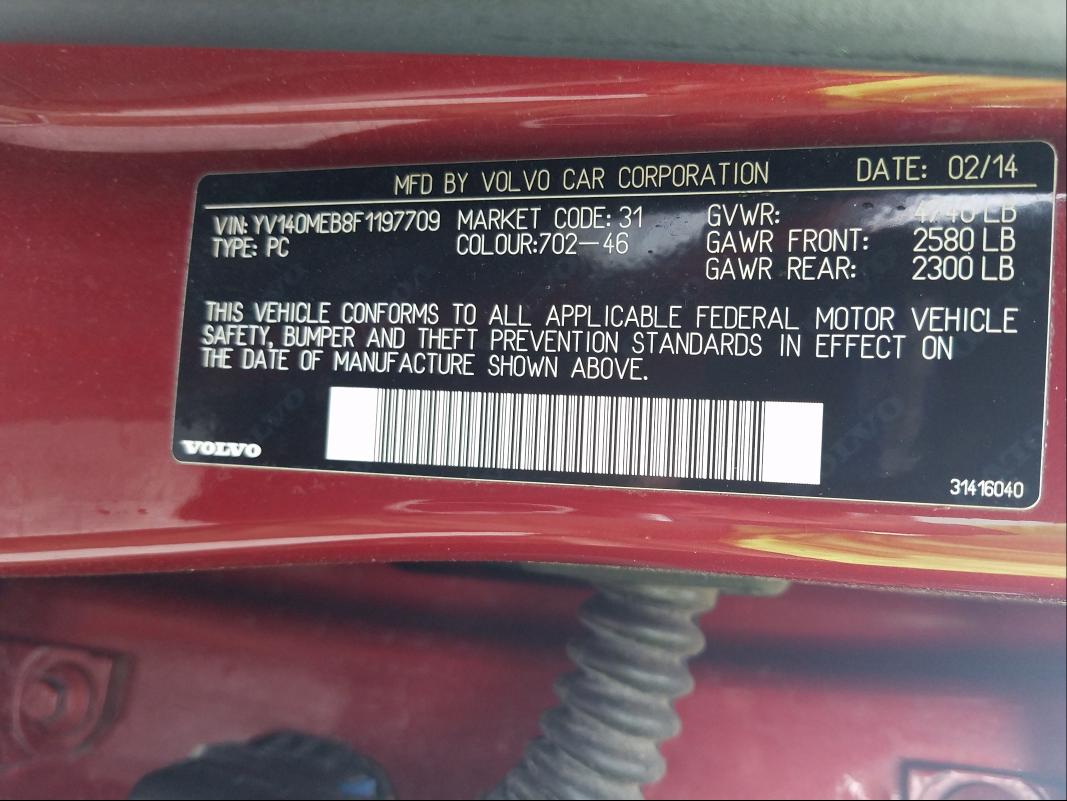 MFD BY VOLVO CAR CORPORATION DATE: 02/14
VIN: YV140MEB8F1197709 MARKET CODE: 31 GVWR: 4740 LB
TYPE: PC COLOUR:702-46 GAWR FRONT: 2580 LB
GAWR REAR: 2300 LB
THIS VEHICLE CONFORMS TO ALL APPLICABLE FEDERAL MOTOR VEHICLE
SAFETY, BUMPER AND THEFT PREVENTION STANDARDS IN EFFECT ON
THE DATE OF MANUFACTURE SHOWN ABOVE.
VOLVO
31416040